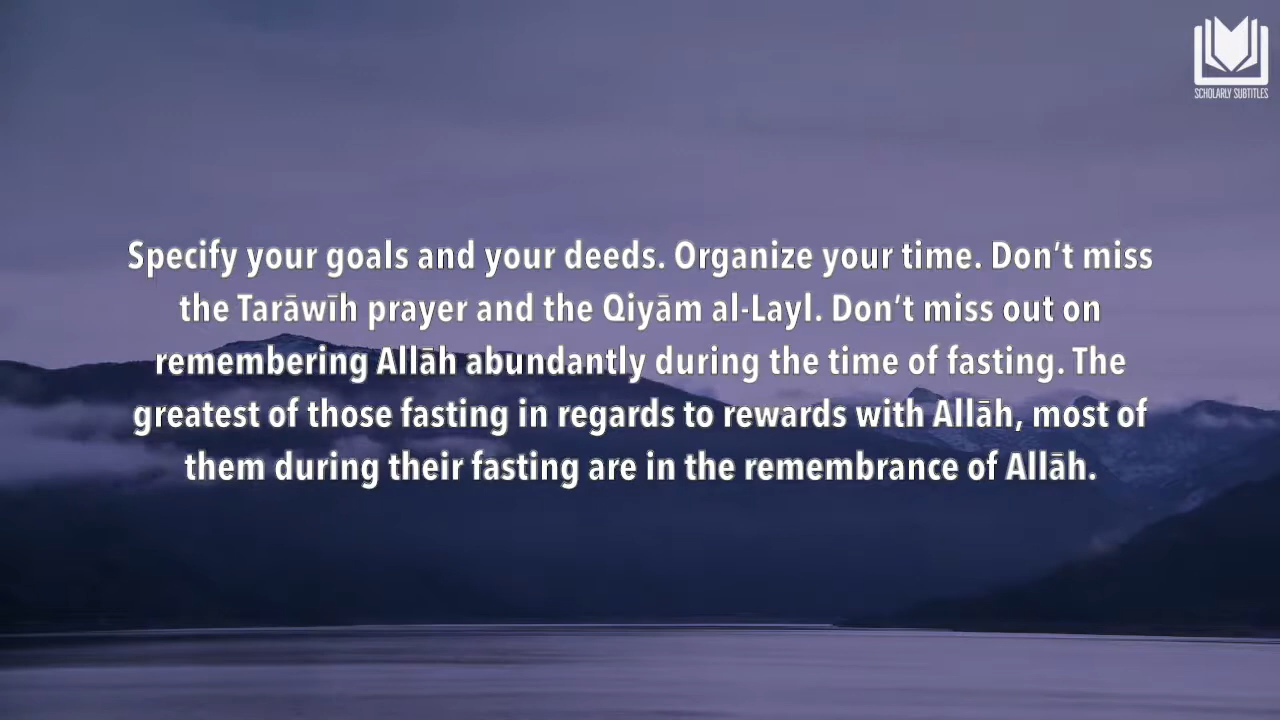 SCHOLARLY SUBTITLES
Specify your goals and your deeds. Organize your time. Don’t miss
the Tarāwīh prayer and the Qiyām al-Layl. Don’t miss out on
remembering Allāh abundantly during the time of fasting. The
greatest of those fasting in regards to rewards with Allāh, most of
them during their fasting are in the remembrance of Allāh.